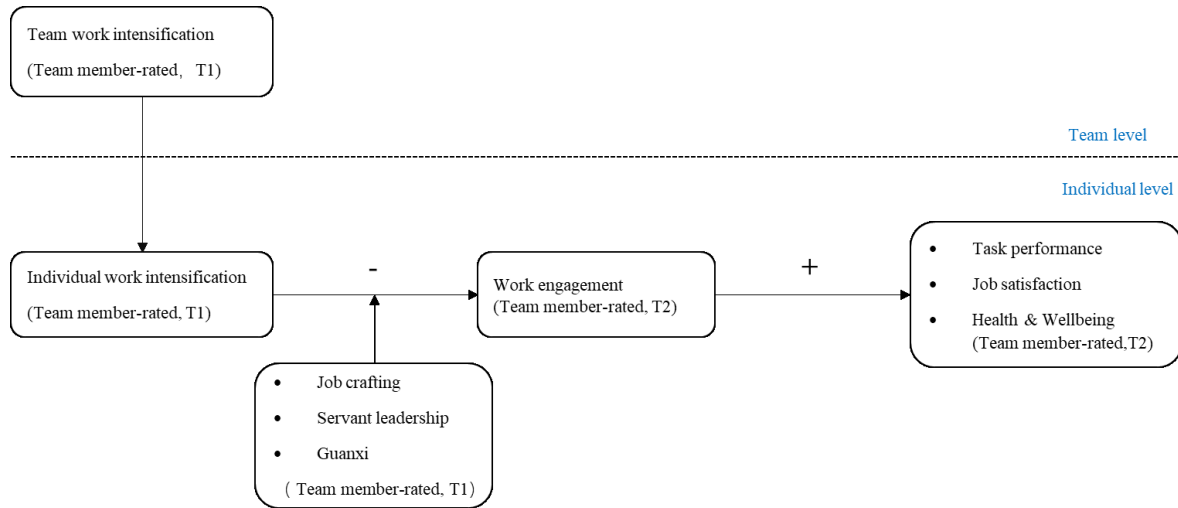 Team work intensification
(Team member-rated, T1)
Team level
Individual level
Individual work intensification
(Team member-rated, T1)
-
Work engagement
(Team member-rated, T2)
+
• Task performance
• Job satisfaction
• Health & Wellbeing
(Team member-rated,T2)
• Job crafting
• Servant leadership
• Guanxi
( Team member-rated, T1)